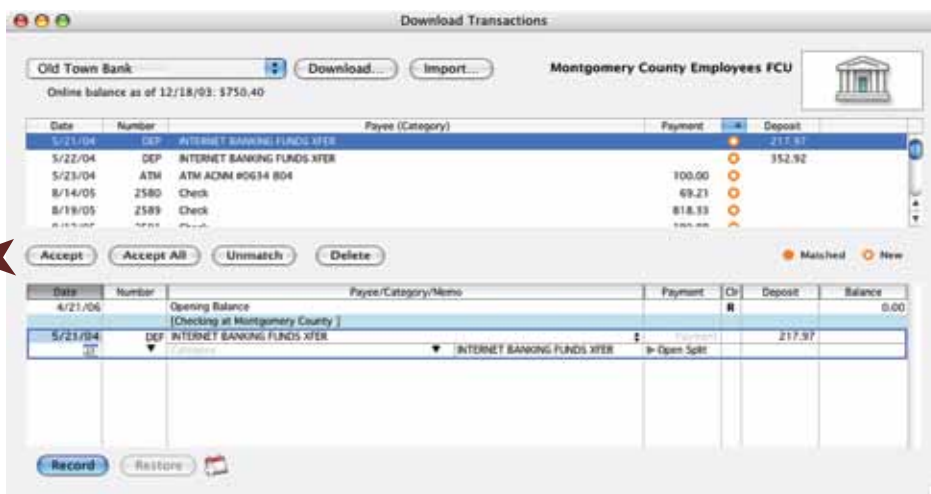 Download Transactions
Old Town Bank Download... Import... Montgomery County Employees FCU
Online balance as of 12/18/03: $750.40
Date Number Payee (Category) Payment Deposit
5/21/04 DEP INTERNET BANKING FUNDS XFER 217.97
5/22/04 DEP INTERNET BANKING FUNDS XFER 352.92
5/23/04 ATM ATM ACNM #0634 804 100.00
8/14/05 2580 Check 69.21
8/19/05 2589 Check 818.33
Accept Accept All Unmatch Delete Matched New
Date Number Payee/Category/Memo Payment Clr Deposit Balance
4/21/06 Opening Balance R 0.00
[Checking at Montgomery County ]
5/21/04 DEP INTERNET BANKING FUNDS XFER Payment 217.97
Category INTERNET BANKING FUNDS XFER Open Split
Record Restore